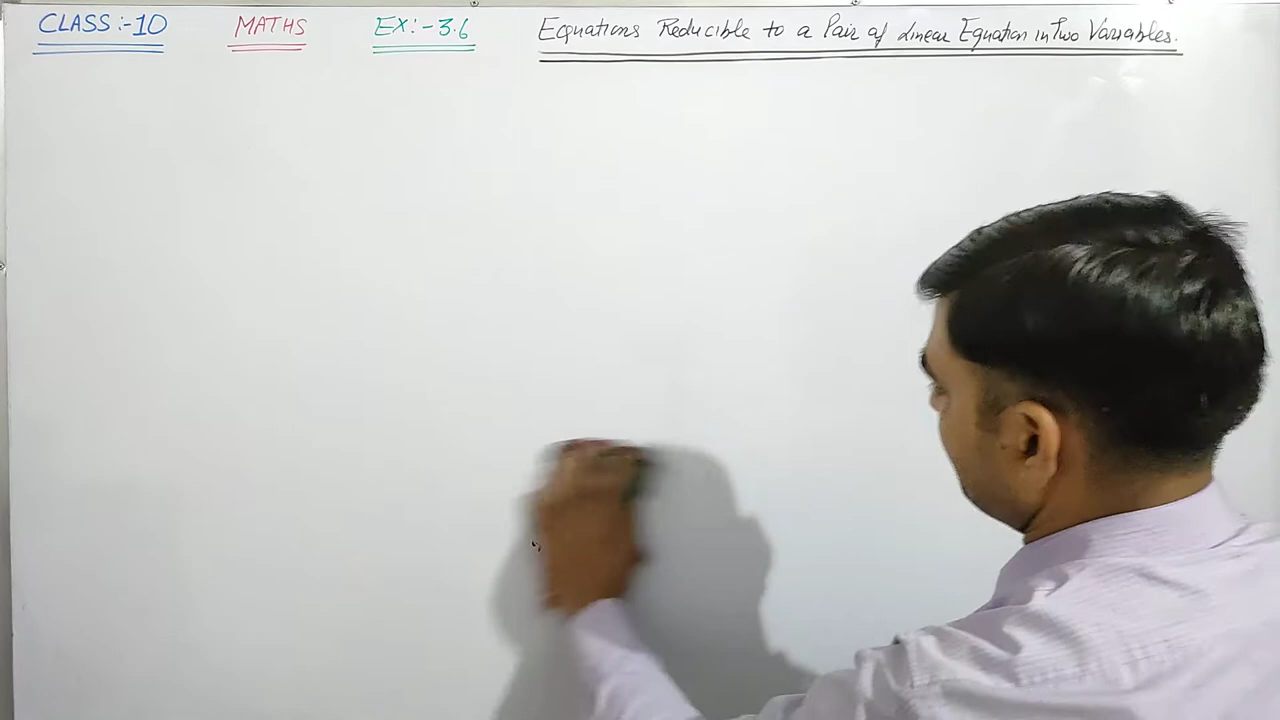 CLASS:-10 MATHS EX:-3.6 Equations Reducible to a Pair of Linear Equation in Two Variables.